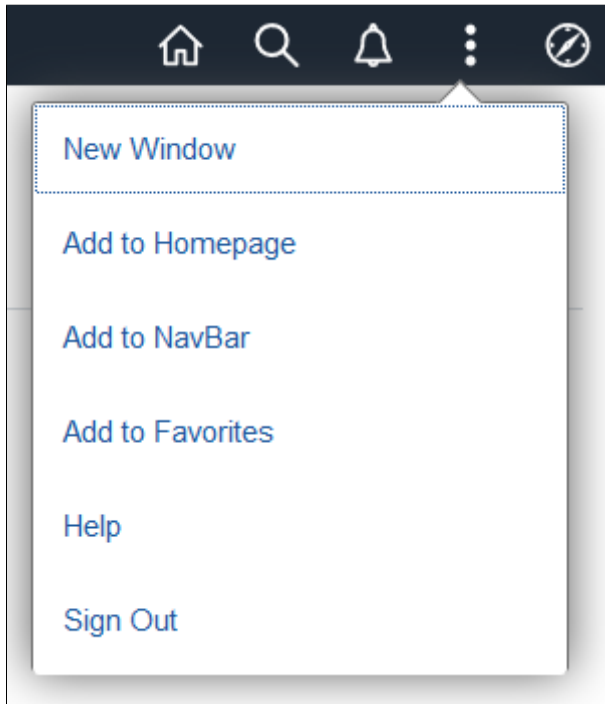 New Window
Add to Homepage
Add to NavBar
Add to Favorites
Help
Sign Out